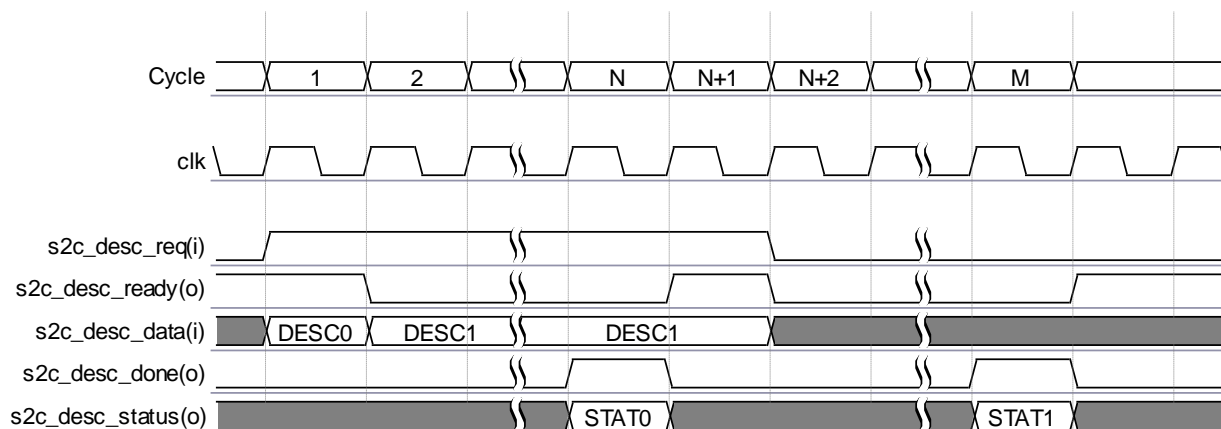 Cycle 1 2 N N+1 N+2 M
clk
s2c_desc_req(i)
s2c_desc_ready(o)
s2c_desc_data(i) DESC0 DESC1 DESC1
s2c_desc_done(o)
s2c_desc_status(o) STAT0 STAT1